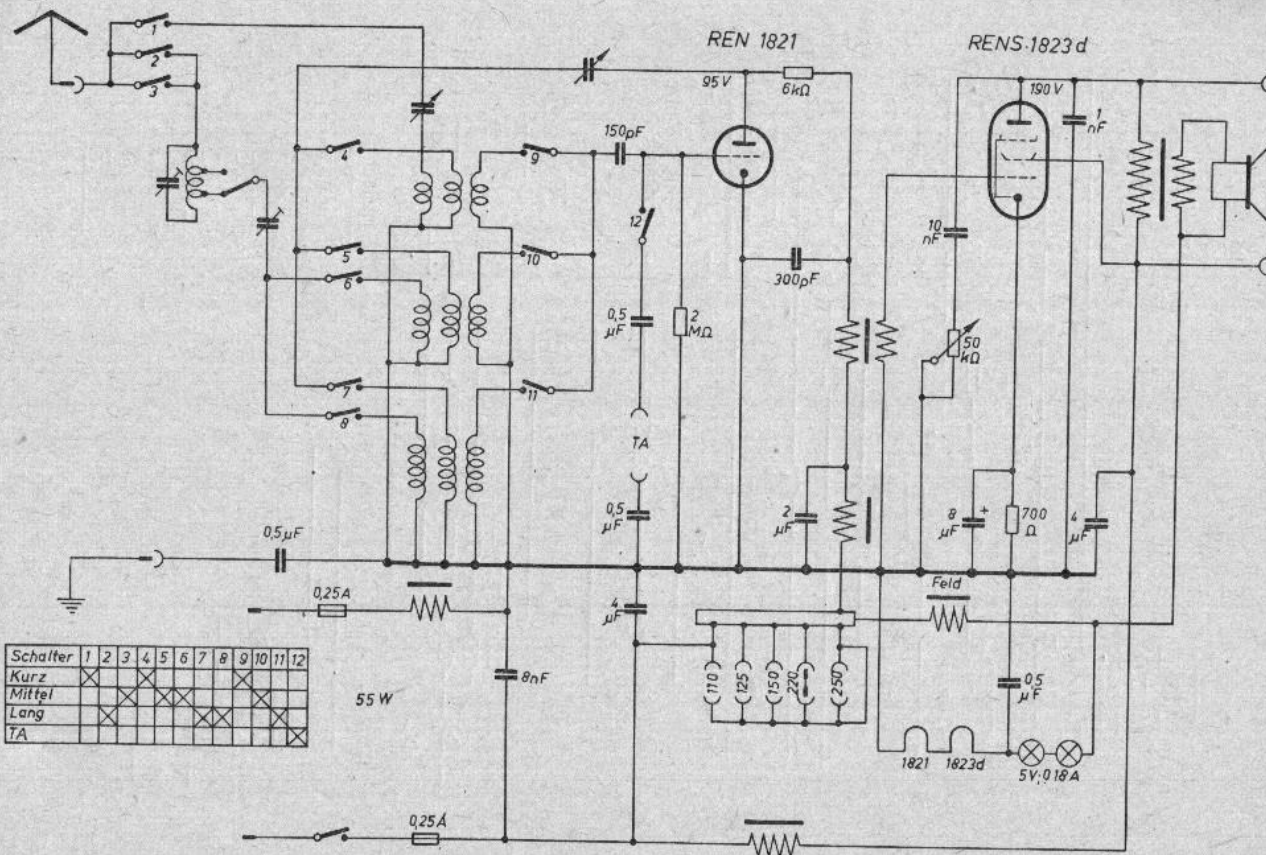 REN 1821
RENS 1823d
1
2
3
95V
6kΩ
190V
1 nF
150pF
4
9
12
10 nF
5
10
6
300pF
0,5 µF
2 MΩ
50 kΩ
7
11
8
TA
0,5 µF
2 µF
8 µF
+
700 Ω
4 µF
0,5µF
Feld
0,25A
4 µF
Schalter 1 2 3 4 5 6 7 8 9 10 11 12
Kurz
Mittel
Lang
TA
55W
8nF
110 125 150 220 250
0,5 µF
1821 1823d
5V;0,18A
0,25A